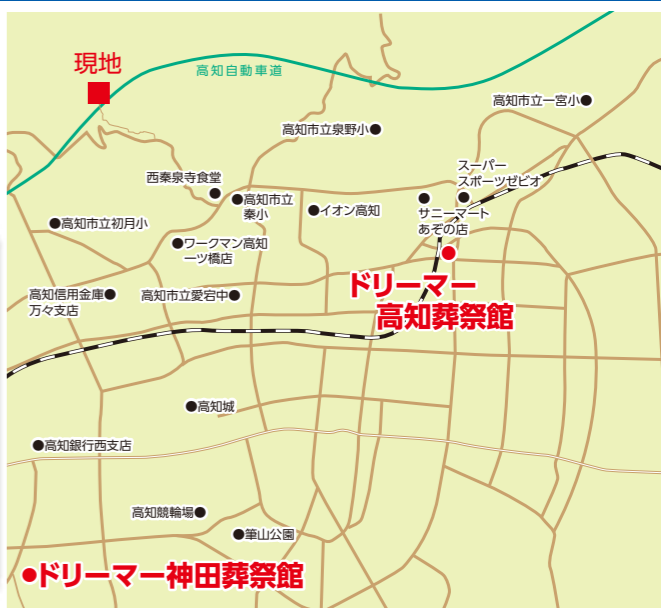 現地
高知自動車道
高知市立一宮小
高知市立泉野小
スーパー
スポーツゼビオ
西秦泉寺食堂
高知市立
秦小
イオン高知
サニーマート
あぞの店
高知市立初月小
ワークマン高知
一ツ橋店
ドリーマー
高知葬祭館
高知信用金庫
万々支店
高知市立愛宕中
高知城
高知銀行西支店
高知競輪場
筆山公園
ドリーマー神田葬祭館